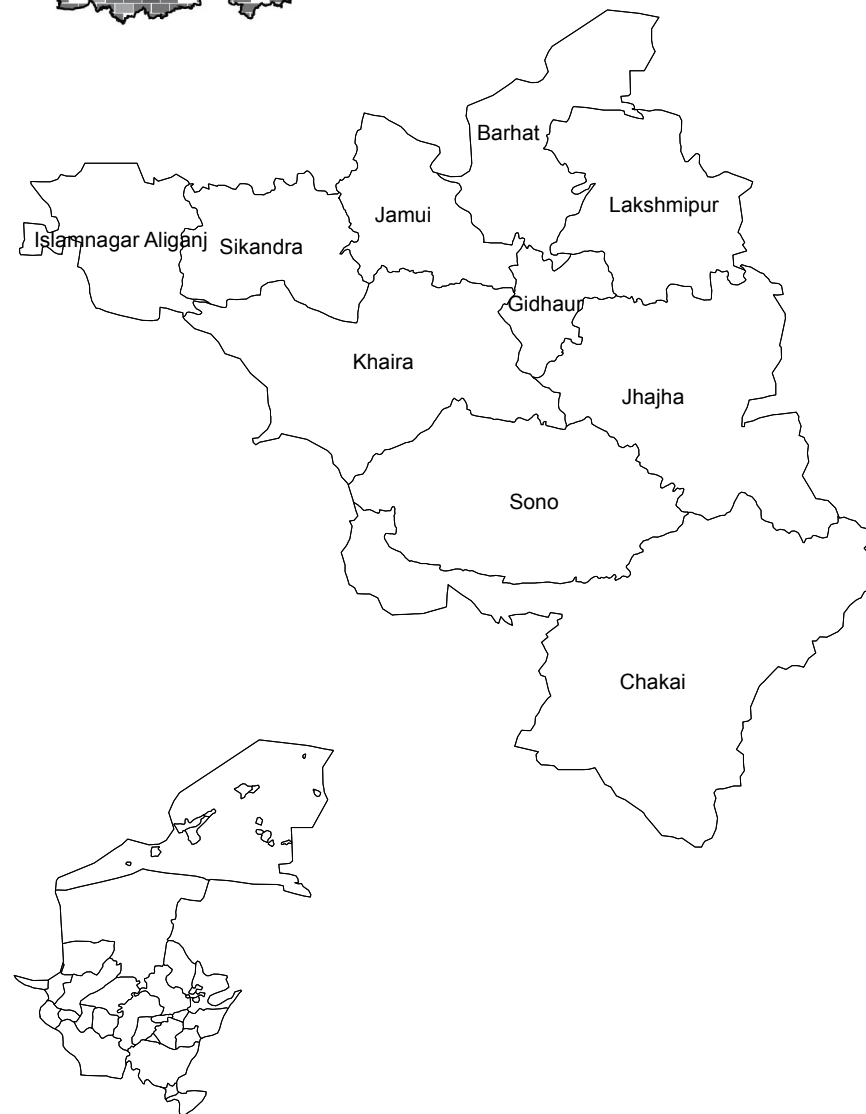 Barhat
Lakshmipur
Jamui
Islamnagar Aliganj
Sikandra
Gidhaur
Khaira
Jhajha
Sono
Chakai